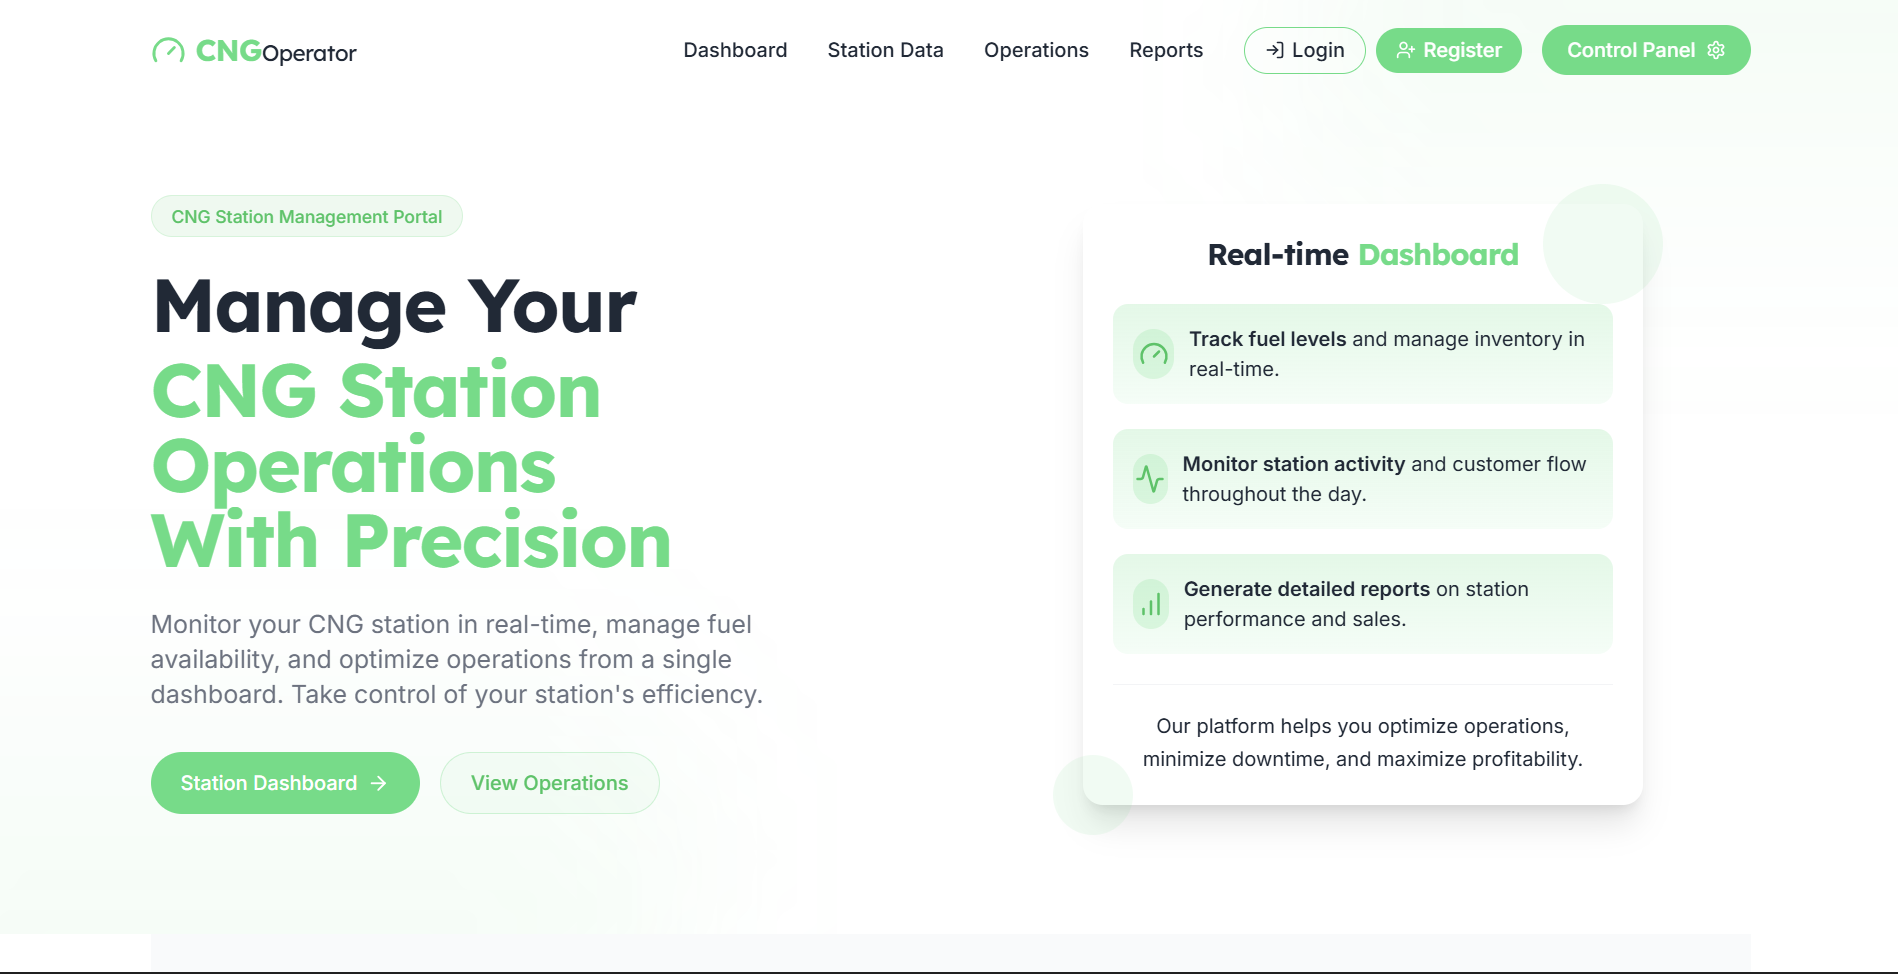 CNGOperator
Dashboard
Station Data
Operations
Reports
Login
Register
Control Panel
CNG Station Management Portal
Manage Your
CNG Station
Operations
With Precision
Monitor your CNG station in real-time, manage fuel
availability, and optimize operations from a single
dashboard. Take control of your station's efficiency.
Station Dashboard
View Operations
Real-time Dashboard
Track fuel levels and manage inventory in
real-time.
Monitor station activity and customer flow
throughout the day.
Generate detailed reports on station
performance and sales.
Our platform helps you optimize operations,
minimize downtime, and maximize profitability.